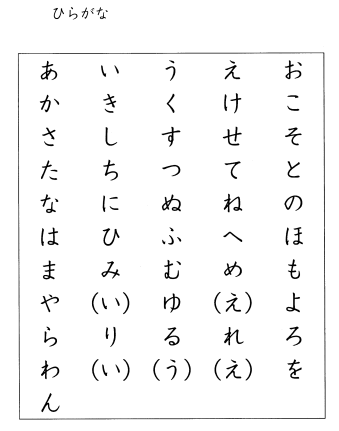 ひらがな
あ い う え お
か き く け こ
さ し す せ そ
た ち つ て と
な に ぬ ね の
は ひ ふ へ ほ
ま み む め も
や (い) ゆ (え) よ
ら り る れ ろ
わ (い) (う) (え) を
ん